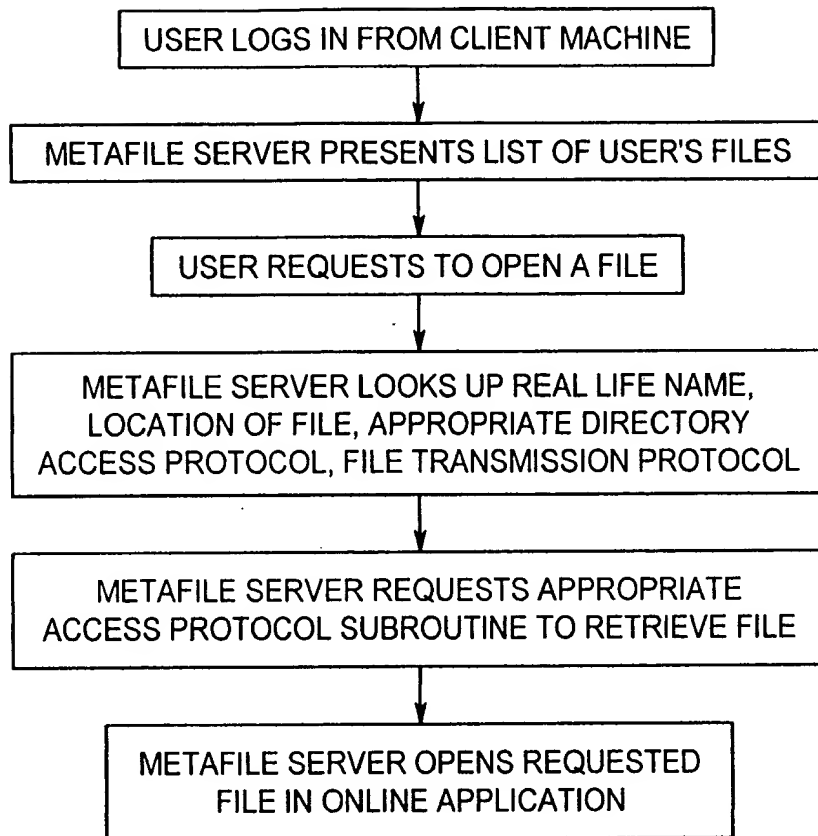 USER LOGS IN FROM CLIENT MACHINE
METAFILE SERVER PRESENTS LIST OF USER'S FILES
USER REQUESTS TO OPEN A FILE
METAFILE SERVER LOOKS UP REAL LIFE NAME,
LOCATION OF FILE, APPROPRIATE DIRECTORY
ACCESS PROTOCOL, FILE TRANSMISSION PROTOCOL
METAFILE SERVER REQUESTS APPROPRIATE
ACCESS PROTOCOL SUBROUTINE TO RETRIEVE FILE
METAFILE SERVER OPENS REQUESTED
FILE IN ONLINE APPLICATION